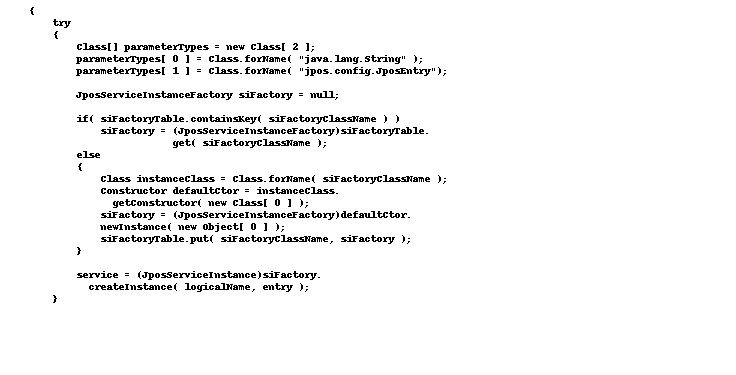 {
try
{
Class[] parameterTypes = new Class[ 2 ];
parameterTypes[ 0 ] = Class.forName( "java.lang.String" );
parameterTypes[ 1 ] = Class.forName( "jpos.config.JposEntry");
JposServiceInstanceFactory siFactory = null;
if( siFactoryTable.containsKey( siFactoryClassName ) )
siFactory = (JposServiceInstanceFactory)siFactoryTable.
get( siFactoryClassName );
else
{
Class instanceClass = Class.forName( siFactoryClassName );
Constructor defaultCtor = instanceClass.
getConstructor( new Class[ 0 ] );
siFactory = (JposServiceInstanceFactory)defaultCtor.
newInstance( new Object[ 0 ] );
siFactoryTable.put( siFactoryClassName, siFactory );
}
service = (JposServiceInstance)siFactory.
createInstance( logicalName, entry );
}